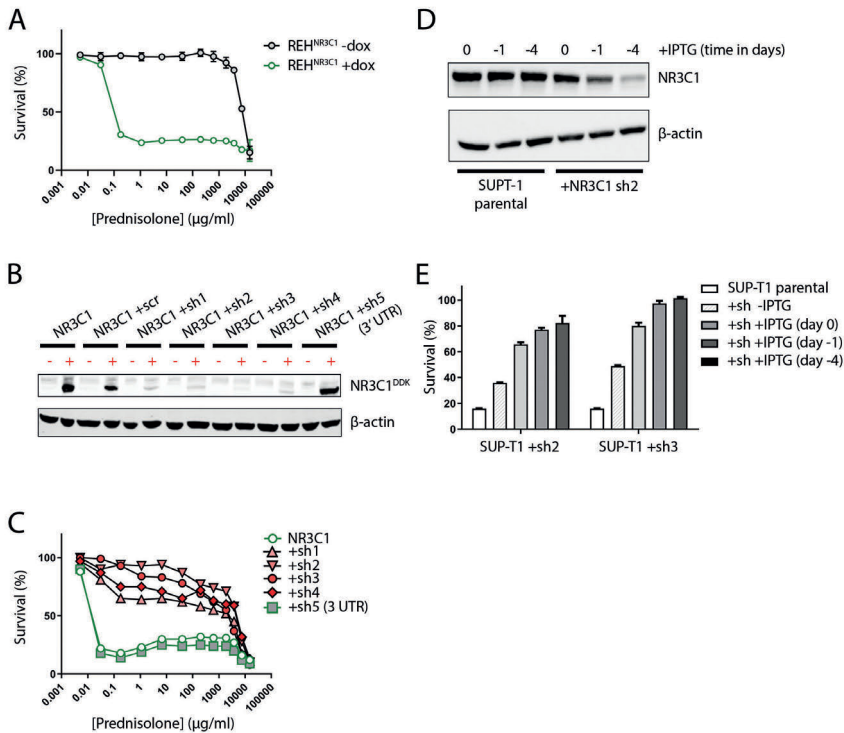 A
REH^NR3C1 -dox
REH^NR3C1 +dox
Survival (%)
100
50
0
0.001
0.01
0.1
1
10
100
1000
10000
100000
[Prednisolone] (µg/ml)
B
NR3C1
NR3C1 +scr
NR3C1 +sh1
NR3C1 +sh2
NR3C1 +sh3
NR3C1 +sh4
NR3C1 +sh5
(3' UTR)
- + - + - + - + - + - + - +
NR3C1^DDK
β-actin
C
NR3C1
+sh1
+sh2
+sh3
+sh4
+sh5 (3 UTR)
Survival (%)
100
50
0
0.001
0.01
0.1
1
10
100
1000
10000
100000
[Prednisolone] (µg/ml)
D
0 -1 -4 0 -1 -4 +IPTG (time in days)
NR3C1
β-actin
SUPT-1
parental
+NR3C1 sh2
E
SUP-T1 parental
+sh -IPTG
+sh +IPTG (day 0)
+sh +IPTG (day -1)
+sh +IPTG (day -4)
Survival (%)
100
80
60
40
20
0
SUP-T1 +sh2
SUP-T1 +sh3